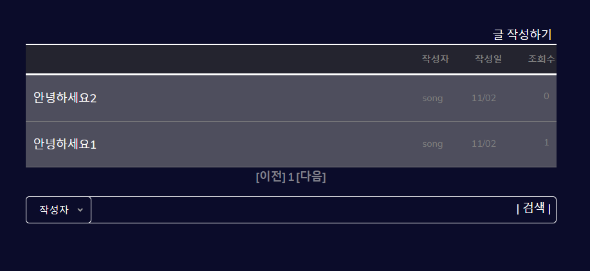 글 작성하기
작성자 작성일 조회수
안녕하세요2 song 11/02 0
안녕하세요1 song 11/02 1
[이전] 1 [다음]
작성자 | 검색 |